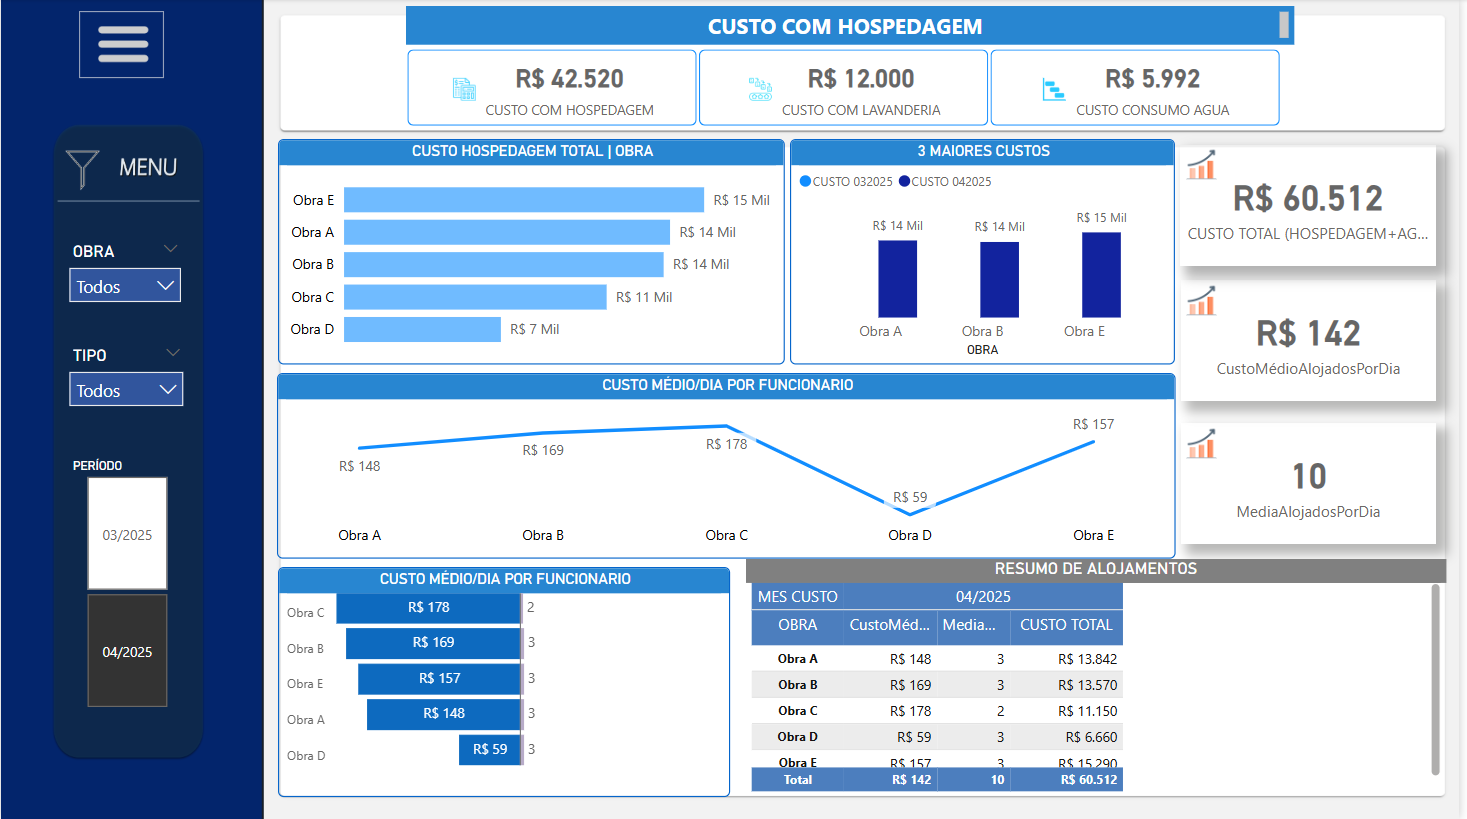 CUSTO COM HOSPEDAGEM
R$ 42.520
CUSTO COM HOSPEDAGEM
R$ 12.000
CUSTO COM LAVANDERIA
R$ 5.992
CUSTO CONSUMO AGUA
MENU
OBRA
Todos
TIPO
Todos
PERÍODO
03/2025
04/2025
CUSTO HOSPEDAGEM TOTAL | OBRA
Obra E R$ 15 Mil
Obra A R$ 14 Mil
Obra B R$ 14 Mil
Obra C R$ 11 Mil
Obra D R$ 7 Mil
3 MAIORES CUSTOS
CUSTO 032025 CUSTO 042025
R$ 14 Mil R$ 14 Mil R$ 15 Mil
Obra A Obra B Obra E
OBRA
R$ 60.512
CUSTO TOTAL (HOSPEDAGEM+AG...
R$ 142
CustoMédioAlojadosPorDia
10
MediaAlojadosPorDia
CUSTO MÉDIO/DIA POR FUNCIONARIO
R$ 148 R$ 169 R$ 178 R$ 59 R$ 157
Obra A Obra B Obra C Obra D Obra E
CUSTO MÉDIO/DIA POR FUNCIONARIO
Obra C R$ 178 2
Obra B R$ 169 3
Obra E R$ 157 3
Obra A R$ 148 3
Obra D R$ 59 3
RESUMO DE ALOJAMENTOS
MES CUSTO 04/2025
OBRA CustoMéd... Media... CUSTO TOTAL
Obra A R$ 148 3 R$ 13.842
Obra B R$ 169 3 R$ 13.570
Obra C R$ 178 2 R$ 11.150
Obra D R$ 59 3 R$ 6.660
Obra E R$ 157 3 R$ 15.290
Total R$ 142 10 R$ 60.512